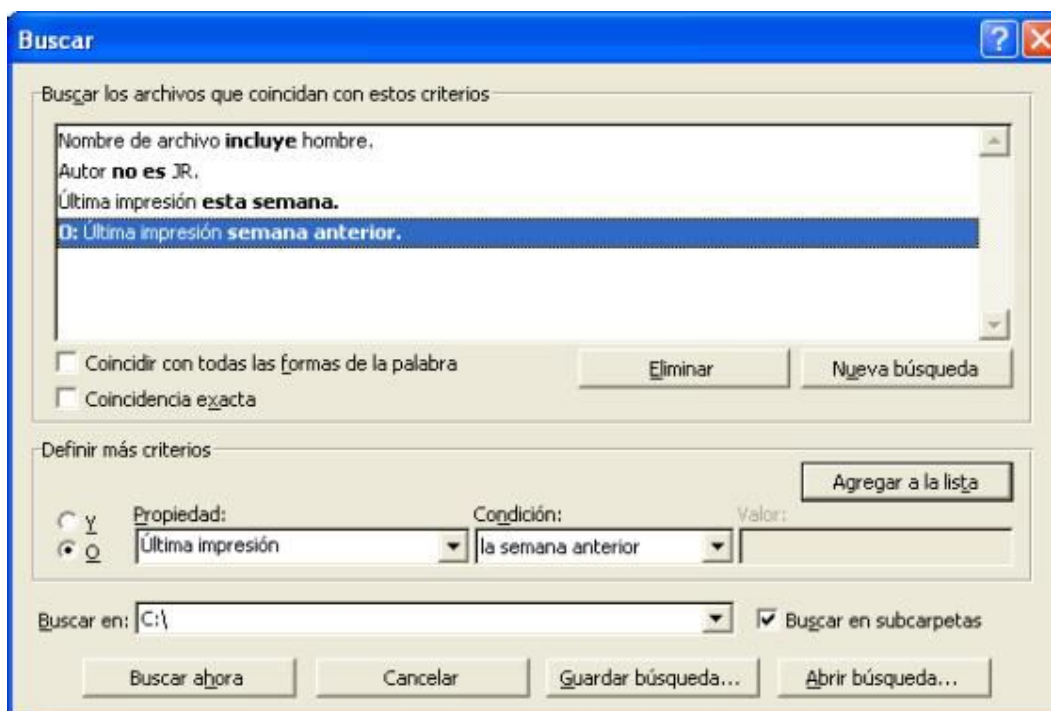 Buscar
Buscar los archivos que coincidan con estos criterios
Nombre de archivo incluye hombre.
Autor no es JR.
Última impresión esta semana.
O: Última impresión semana anterior.
Coincidir con todas las formas de la palabra
Eliminar
Nueva búsqueda
Coincidencia exacta
Definir más criterios
Agregar a la lista
Y
O
Propiedad:
Condición:
Valor:
Última impresión
la semana anterior
Buscar en: C:\
Buscar en subcarpetas
Buscar ahora
Cancelar
Guardar búsqueda...
Abrir búsqueda...